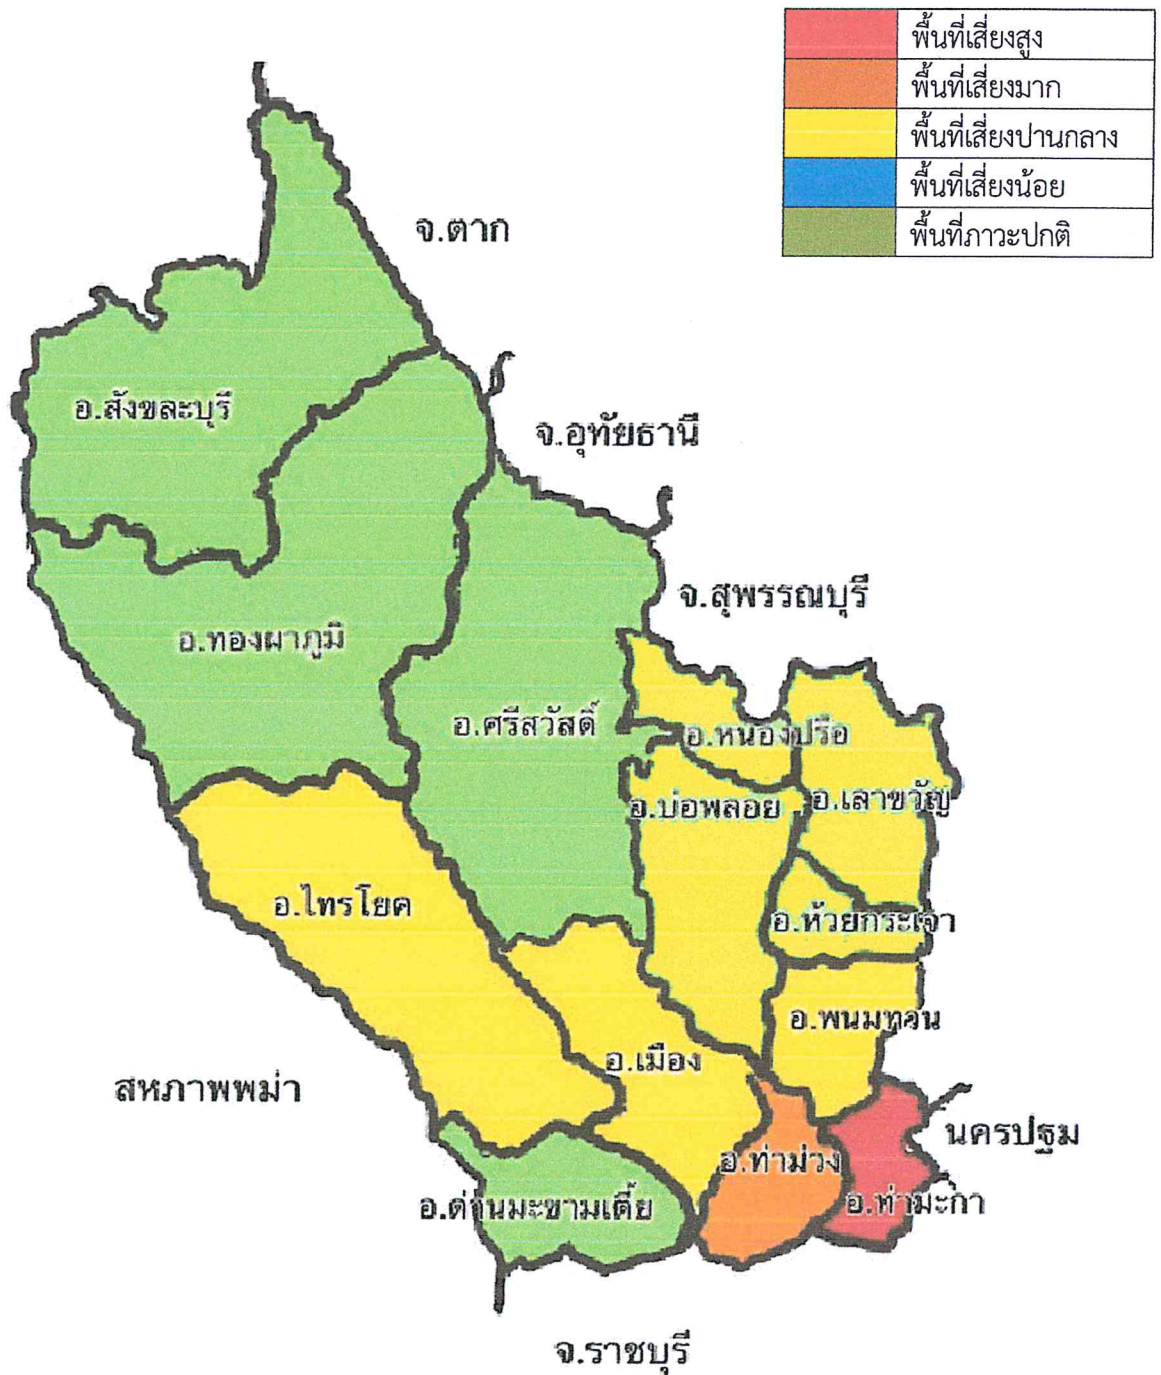 พื้นที่เสี่ยงสูง
พื้นที่เสี่ยงมาก
พื้นที่เสี่ยงปานกลาง
พื้นที่เสี่ยงน้อย
พื้นที่ภาวะปกติ
จ.ตาก
อ.สังขละบุรี
จ.อุทัยธานี
จ.สุพรรณบุรี
อ.ทองผาภูมิ
อ.ศรีสวัสดิ์
อ.หนองปรือ
อ.บ่อพลอย
อ.เลาขวัญ
อ.ไทรโยค
อ.ห้วยกระเจา
อ.พนมทวน
อ.เมือง
สหภาพพม่า
นครปฐม
อ.ท่าม่วง
อ.ท่ามะกา
อ.ด่านมะขามเตี้ย
จ.ราชบุรี